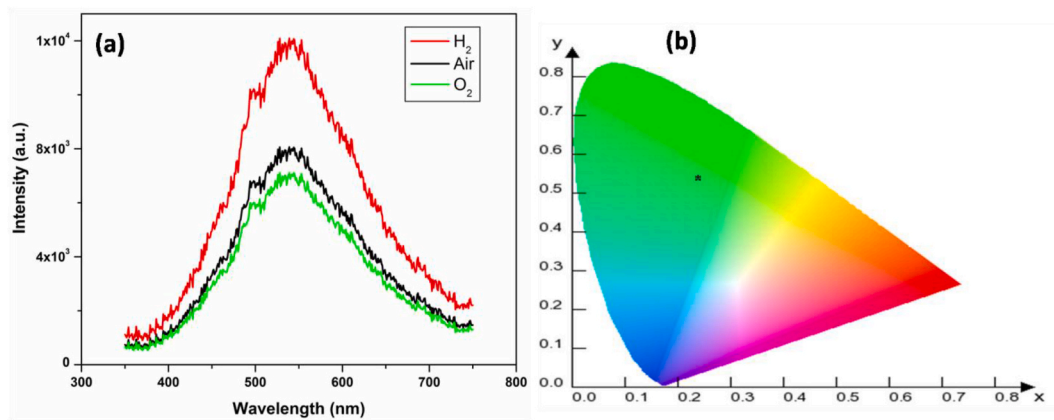 (a)
H₂
Air
O₂
1x10⁴
8x10³
4x10³
0
Intensity (a.u.)
300 400 500 600 700 800
Wavelength (nm)
(b)
y
0.8
0.7
0.6
0.5
0.4
0.3
0.2
0.1
0.0
0.0 0.1 0.2 0.3 0.4 0.5 0.6 0.7 0.8 x